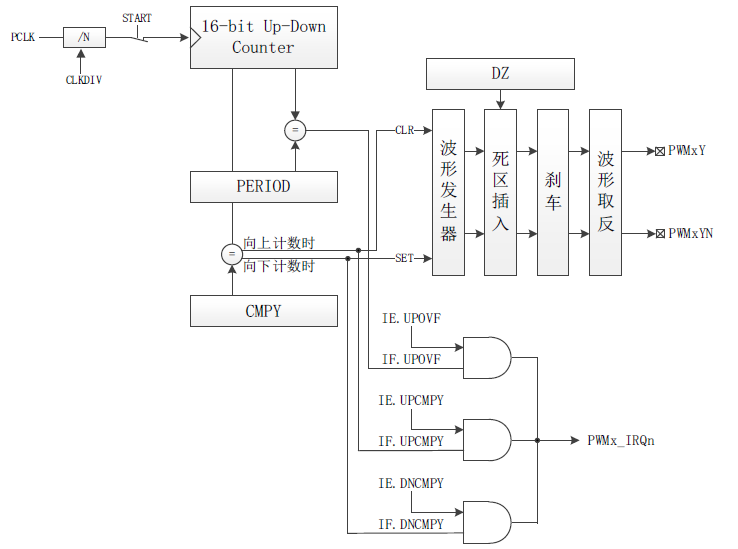 START
PCLK
/N
CLKDIV
16-bit Up-Down
Counter
=
PERIOD
向上计数时
=
向下计数时
CMPY
DZ
CLR
SET
波形发生器
死区插入
刹车
波形取反
PWMxY
PWMxYN
IE.UPOVF
IF.UPOVF
IE.UPCMPY
IF.UPCMPY
PWMx_IRQn
IE.DNCMPY
IF.DNCMPY